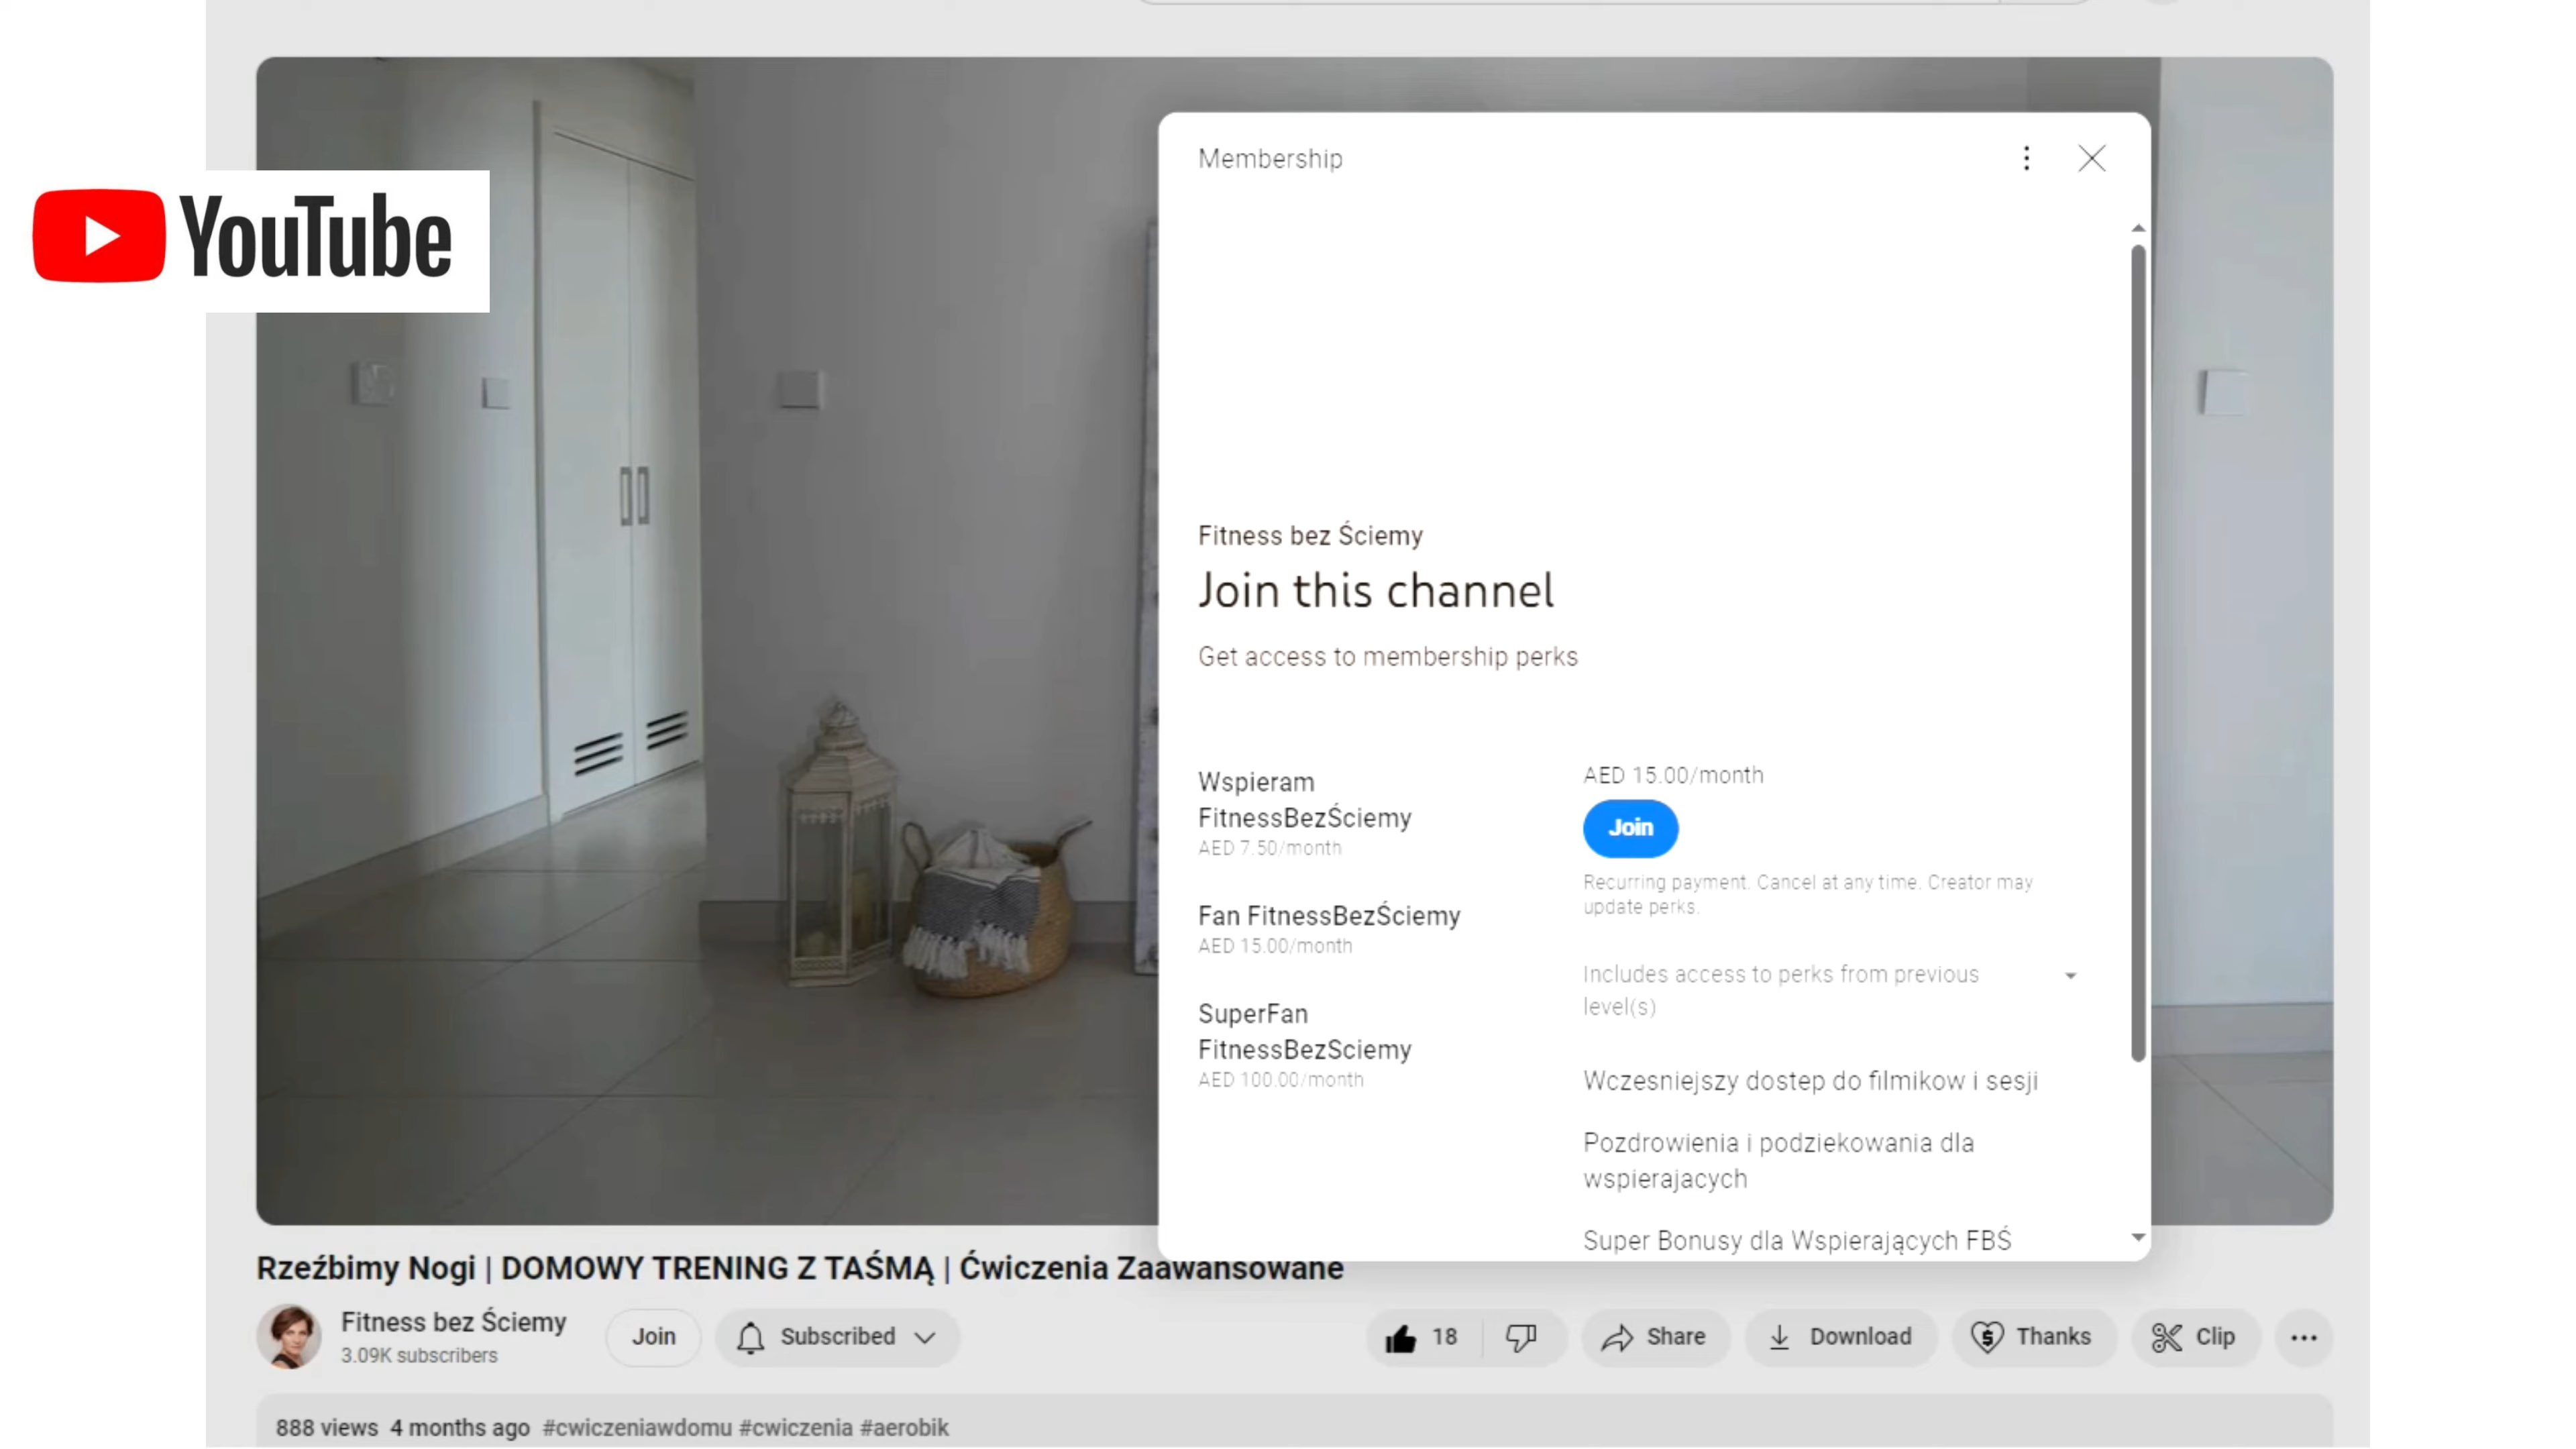 YouTube
Membership
Fitness bez Ściemy
Join this channel
Get access to membership perks
Wspieram
FitnessBezŚciemy
AED 7.50/month
Fan FitnessBezŚciemy
AED 15.00/month
SuperFan
FitnessBezSciemy
AED 100.00/month
AED 15.00/month
Join
Recurring payment. Cancel at any time. Creator may
update perks.
Includes access to perks from previous
level(s)
Wczesniejszy dostep do filmikow i sesji
Pozdrowienia i podziekowania dla
wspierajacych
Super Bonusy dla Wspierających FBŚ
Rzeźbimy Nogi | DOMOWY TRENING Z TAŚMĄ | Ćwiczenia Zaawansowane
Fitness bez Ściemy
3.09K subscribers
Join
Subscribed
18
Share
Download
Thanks
Clip
888 views 4 months ago #cwiczeniawdomu #cwiczenia #aerobik